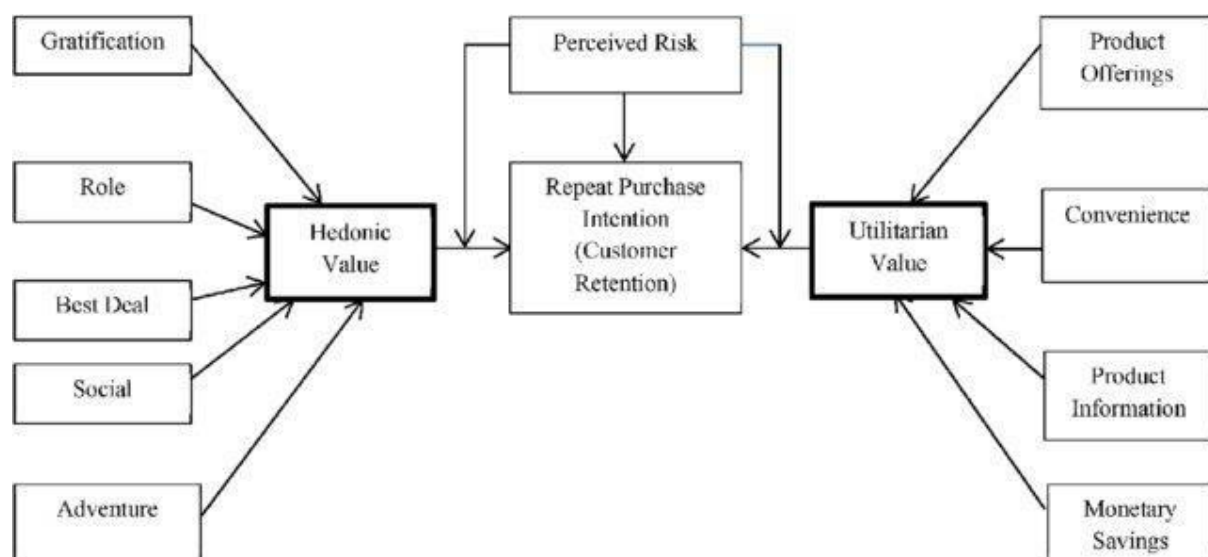 Gratification
Role
Best Deal
Social
Adventure
Hedonic
Value
Perceived Risk
Repeat Purchase
Intention
(Customer
Retention)
Utilitarian
Value
Product
Offerings
Convenience
Product
Information
Monetary
Savings